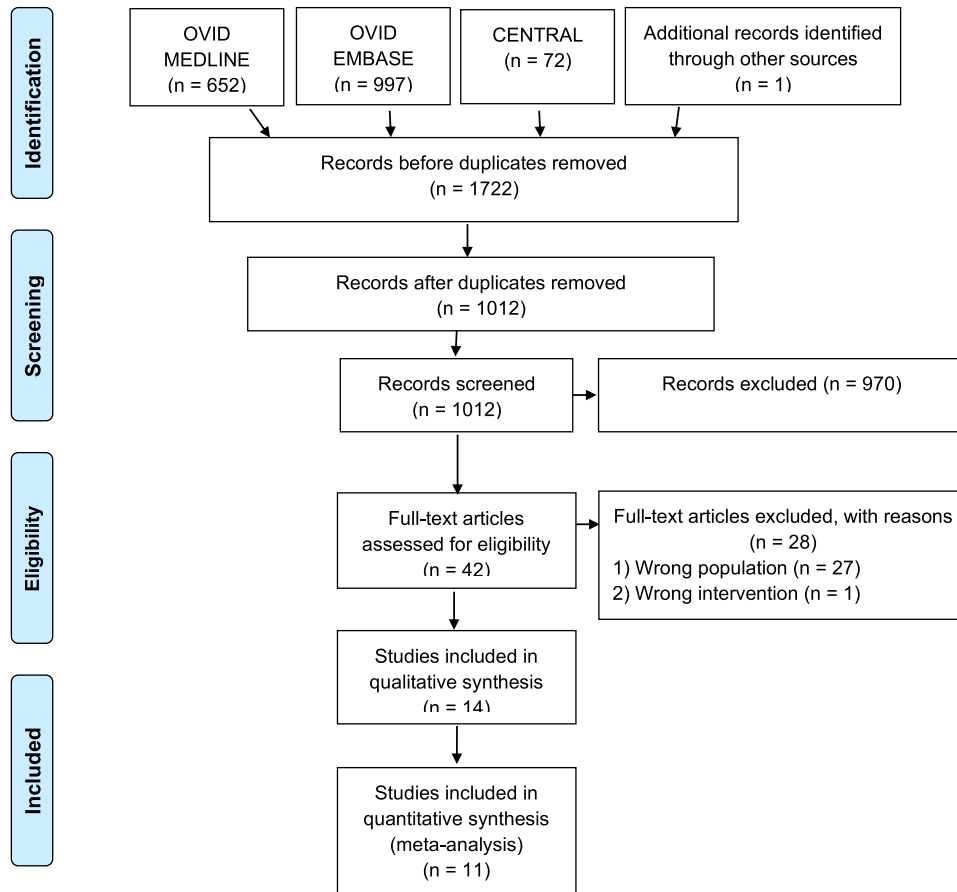 Identification
OVID
MEDLINE
(n = 652)
OVID
EMBASE
(n = 997)
CENTRAL
(n = 72)
Additional records identified
through other sources
(n = 1)
Records before duplicates removed
(n = 1722)
Screening
Records after duplicates removed
(n = 1012)
Records screened
(n = 1012)
Records excluded (n = 970)
Eligibility
Full-text articles
assessed for eligibility
(n = 42)
Full-text articles excluded, with reasons
(n = 28)
1) Wrong population (n = 27)
2) Wrong intervention (n = 1)
Included
Studies included in
qualitative synthesis
(n = 14)
Studies included in
quantitative synthesis
(meta-analysis)
(n = 11)